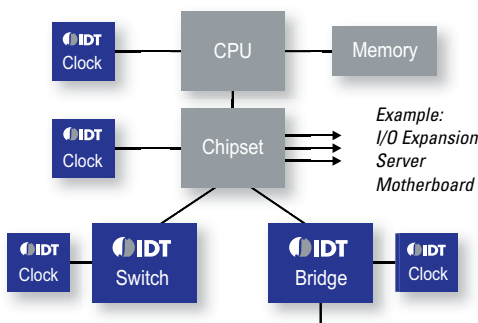 IDT
Clock
CPU
Memory
IDT
Clock
Chipset
Example:
I/O Expansion
Server
Motherboard
IDT
Clock
IDT
Switch
IDT
Bridge
IDT
Clock